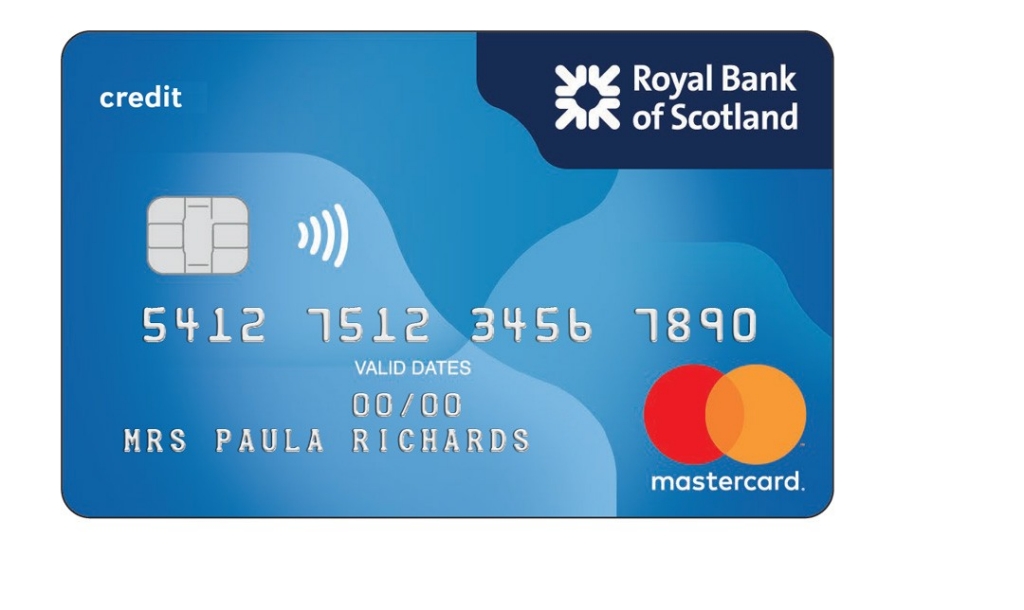 credit
Royal Bank
of Scotland
5412 7512 3456 7890
VALID DATES
00/00
MRS PAULA RICHARDS
mastercard.